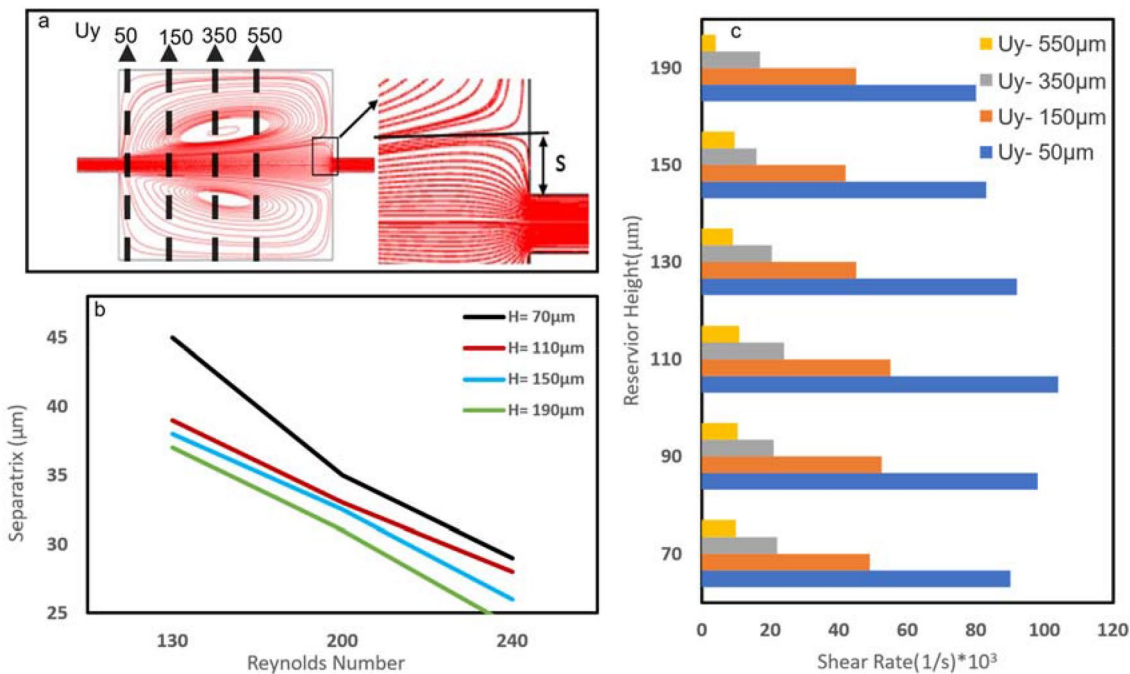 a
Uy 50 150 350 550
S
b
H= 70µm
H= 110µm
H= 150µm
H= 190µm
45
40
35
30
25
Separatrix (µm)
130 200 240
Reynolds Number
c
Uy- 550µm
Uy- 350µm
Uy- 150µm
Uy- 50µm
190
150
130
110
90
70
Reservior Height(µm)
0 20 40 60 80 100 120
Shear Rate(1/s)*10³